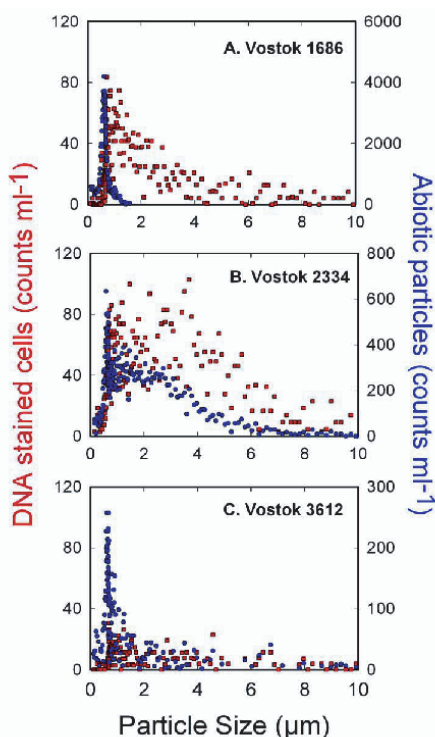 120
80
40
0
6000
4000
2000
0
A. Vostok 1686
0 2 4 6 8 10
120
80
40
0
800
600
400
200
0
B. Vostok 2334
0 2 4 6 8 10
120
80
40
0
300
200
100
0
C. Vostok 3612
0 2 4 6 8 10
DNA stained cells (counts ml-1)
Abiotic particles (counts ml-1)
Particle Size (µm)